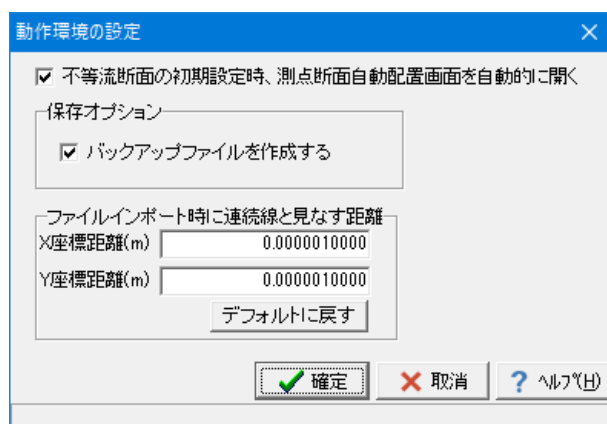 動作環境の設定
不等流断面の初期設定時、測点断面自動配置画面を自動的に開く
保存オプション
バックアップファイルを作成する
ファイルインポート時に連続線と見なす距離
X座標距離(m) 0.0000010000
Y座標距離(m) 0.0000010000
デフォルトに戻す
確定 取消 ? ヘルプ(H)